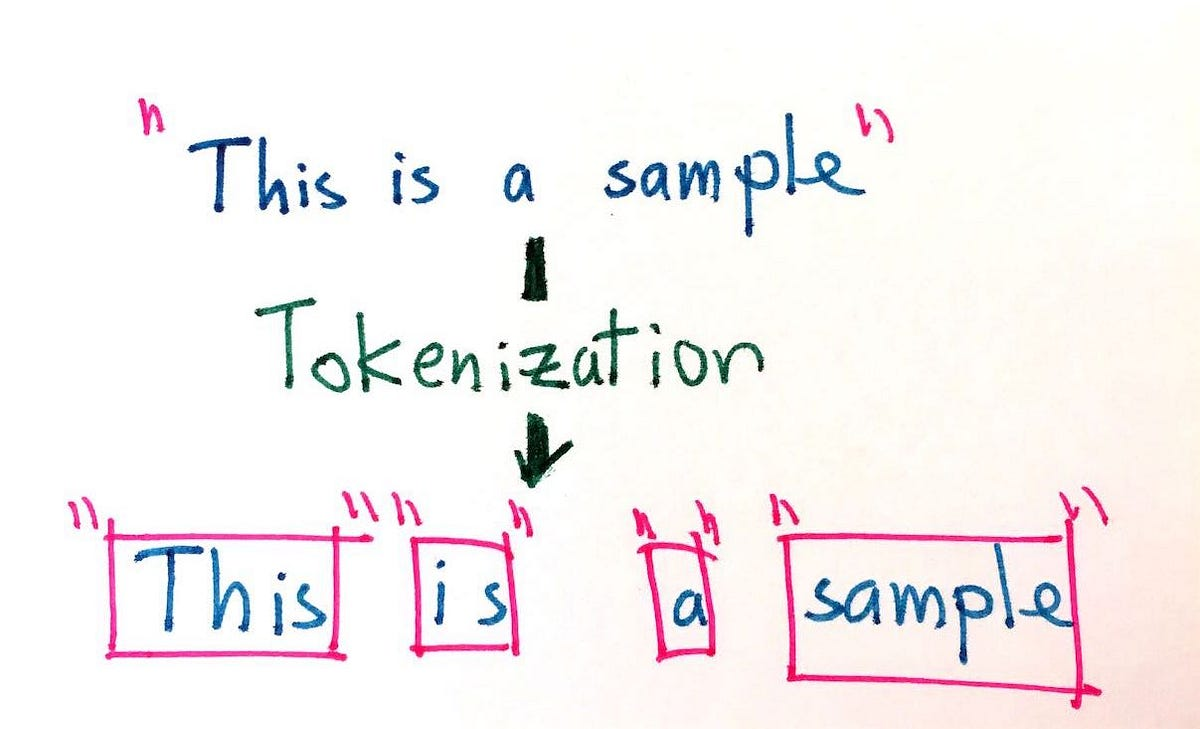 "This is a sample"
Tokenization
"This" "is" "a" "sample"